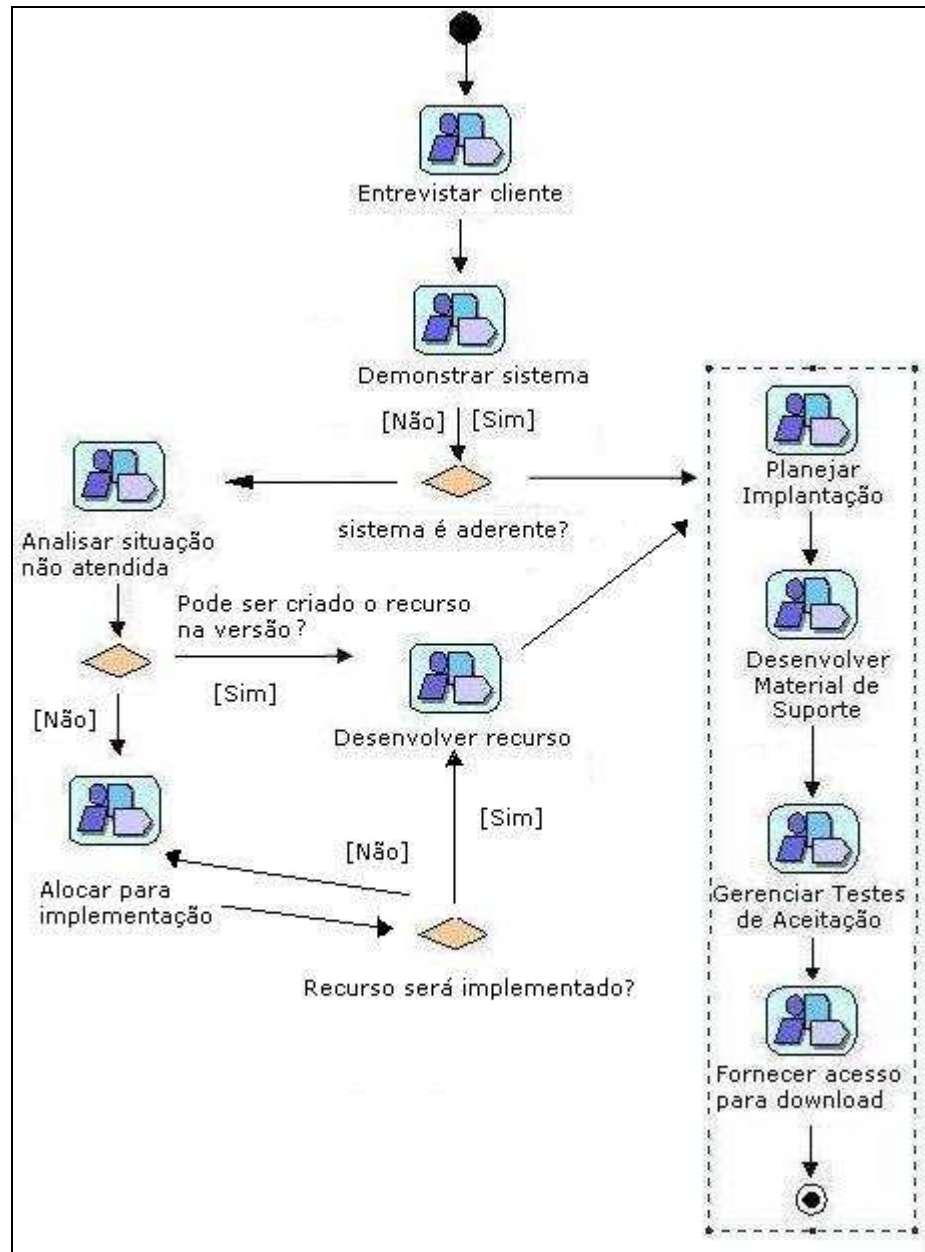 Entrevistar cliente
Demonstrar sistema
[Não] [Sim]
sistema é aderente?
Analisar situação
não atendida
Pode ser criado o recurso
na versão?
[Sim]
[Não]
Desenvolver recurso
[Sim]
[Não]
Alocar para
implementação
Recurso será implementado?
Planejar
Implantação
Desenvolver
Material de
Suporte
Gerenciar Testes
de Aceitação
Fornecer acesso
para download